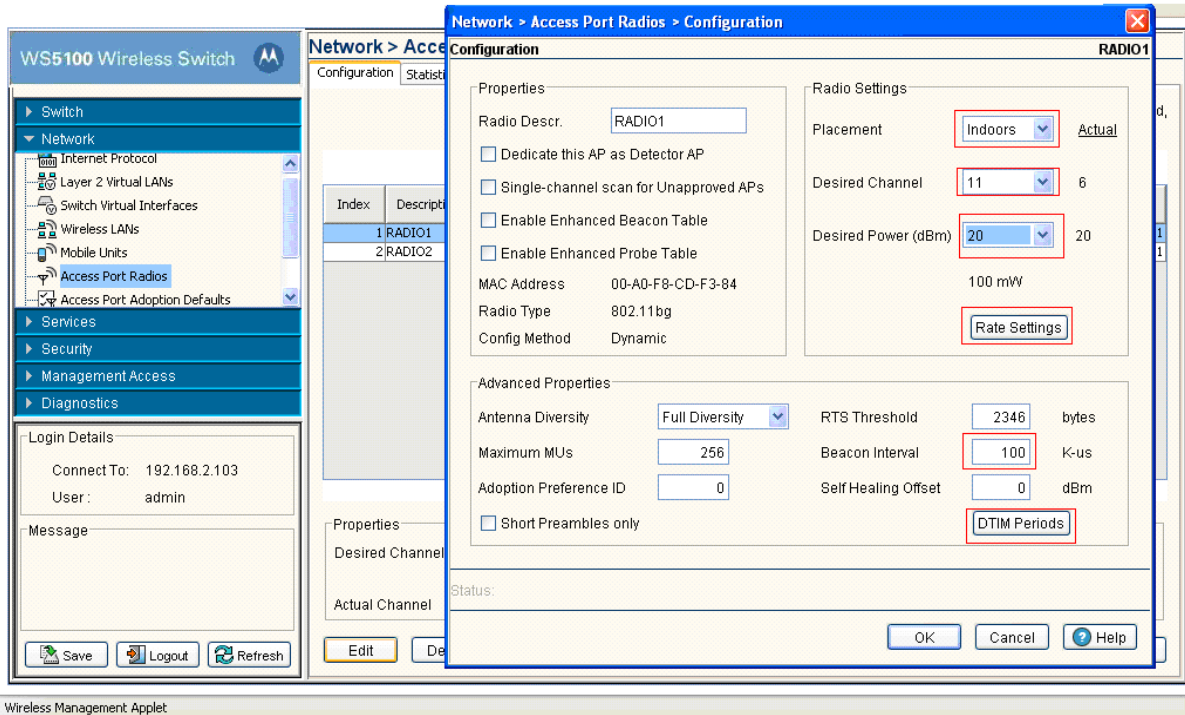 WS5100 Wireless Switch
Switch
Network
Internet Protocol
Layer 2 Virtual LANs
Switch Virtual Interfaces
Wireless LANs
Mobile Units
Access Port Radios
Access Port Adoption Defaults
Services
Security
Management Access
Diagnostics
Login Details
Connect To: 192.168.2.103
User : admin
Message
Save Logout Refresh
Network > Acce
Configuration Statisti
d,
Index Descripti
1 RADIO1 1
2 RADIO2 1
Properties
Desired Channel
Actual Channel
Edit De
Network > Access Port Radios > Configuration
Configuration RADIO1
Properties
Radio Descr. RADIO1
Dedicate this AP as Detector AP
Single-channel scan for Unapproved APs
Enable Enhanced Beacon Table
Enable Enhanced Probe Table
MAC Address 00-A0-F8-CD-F3-84
Radio Type 802.11bg
Config Method Dynamic
Radio Settings
Placement Indoors Actual
Desired Channel 11 6
Desired Power (dBm) 20 20
100 mW
Rate Settings
Advanced Properties
Antenna Diversity Full Diversity RTS Threshold 2346 bytes
Maximum MUs 256 Beacon Interval 100 K-us
Adoption Preference ID 0 Self Healing Offset 0 dBm
Short Preambles only DTIM Periods
Status:
OK Cancel Help
Wireless Management Applet